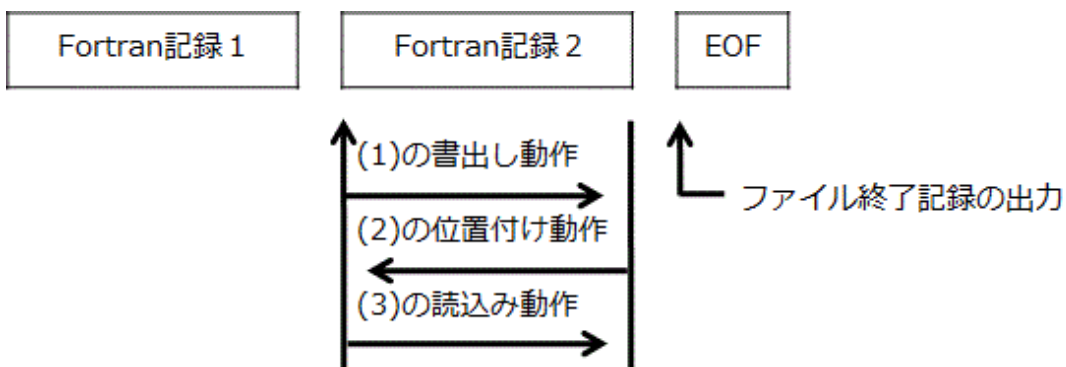 Fortran記録１
Fortran記録２
EOF
(1)の書出し動作
ファイル終了記録の出力
(2)の位置付け動作
(3)の読込み動作